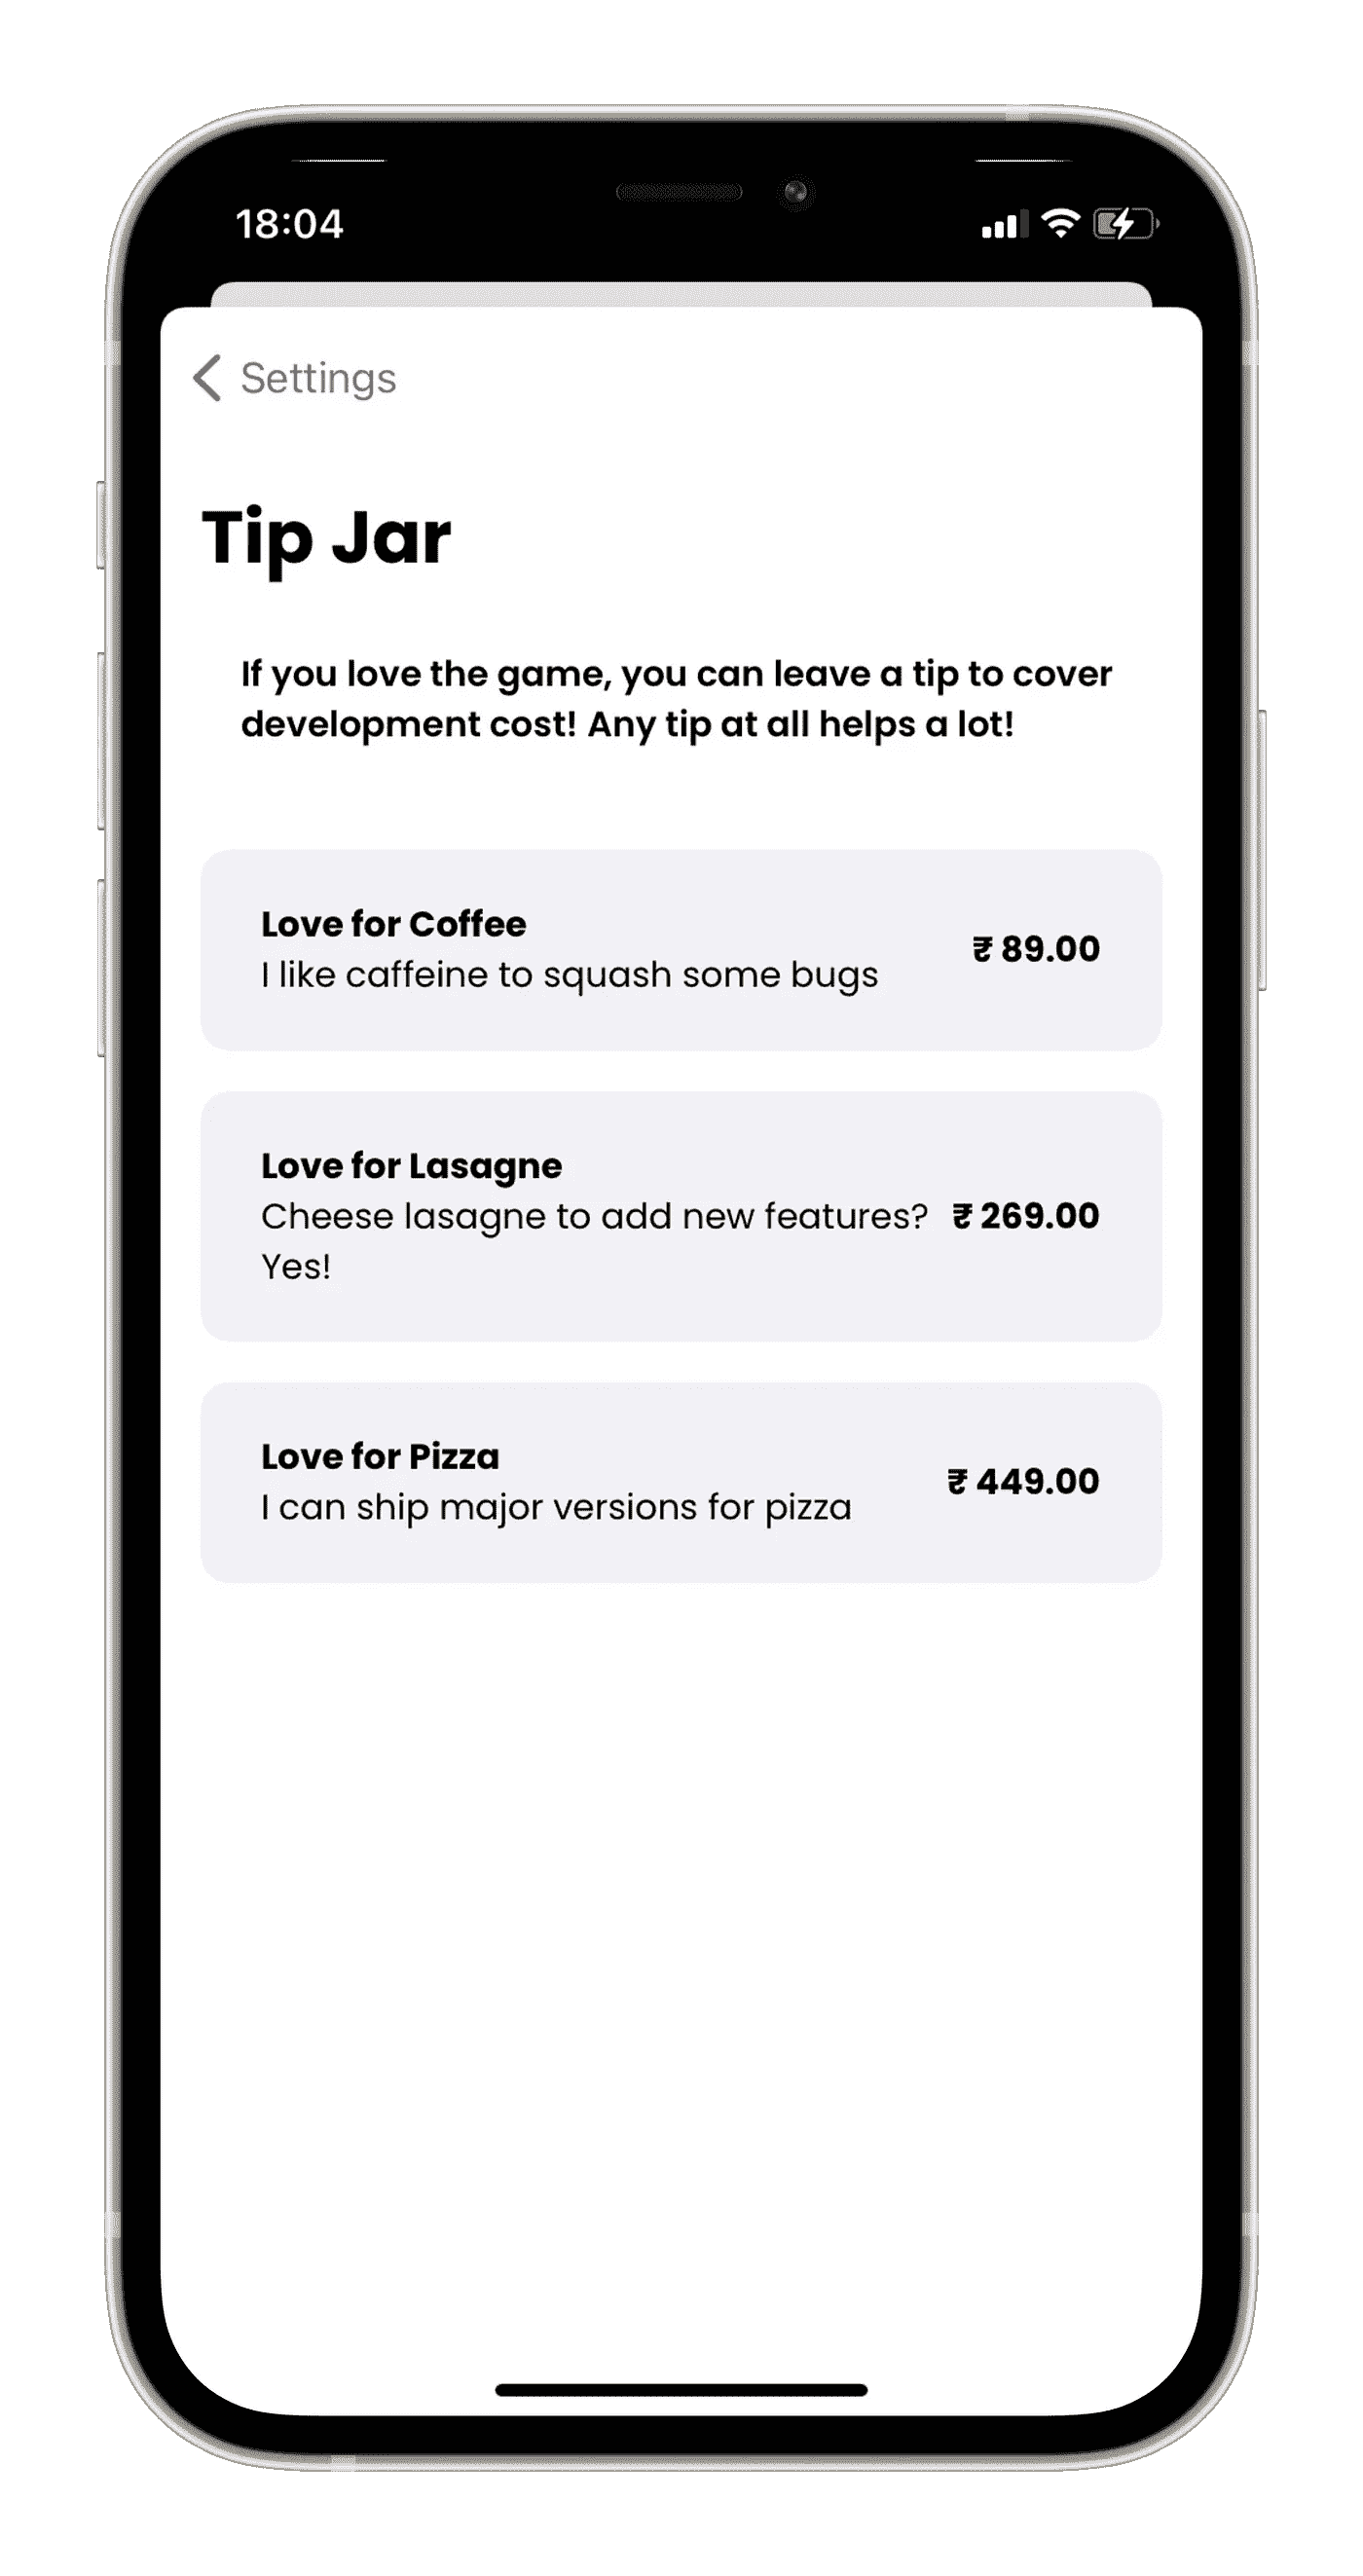 18:04
Settings
Tip Jar
If you love the game, you can leave a tip to cover
development cost! Any tip at all helps a lot!
Love for Coffee
I like caffeine to squash some bugs
₹ 89.00
Love for Lasagne
Cheese lasagne to add new features?
Yes!
₹ 269.00
Love for Pizza
I can ship major versions for pizza
₹ 449.00